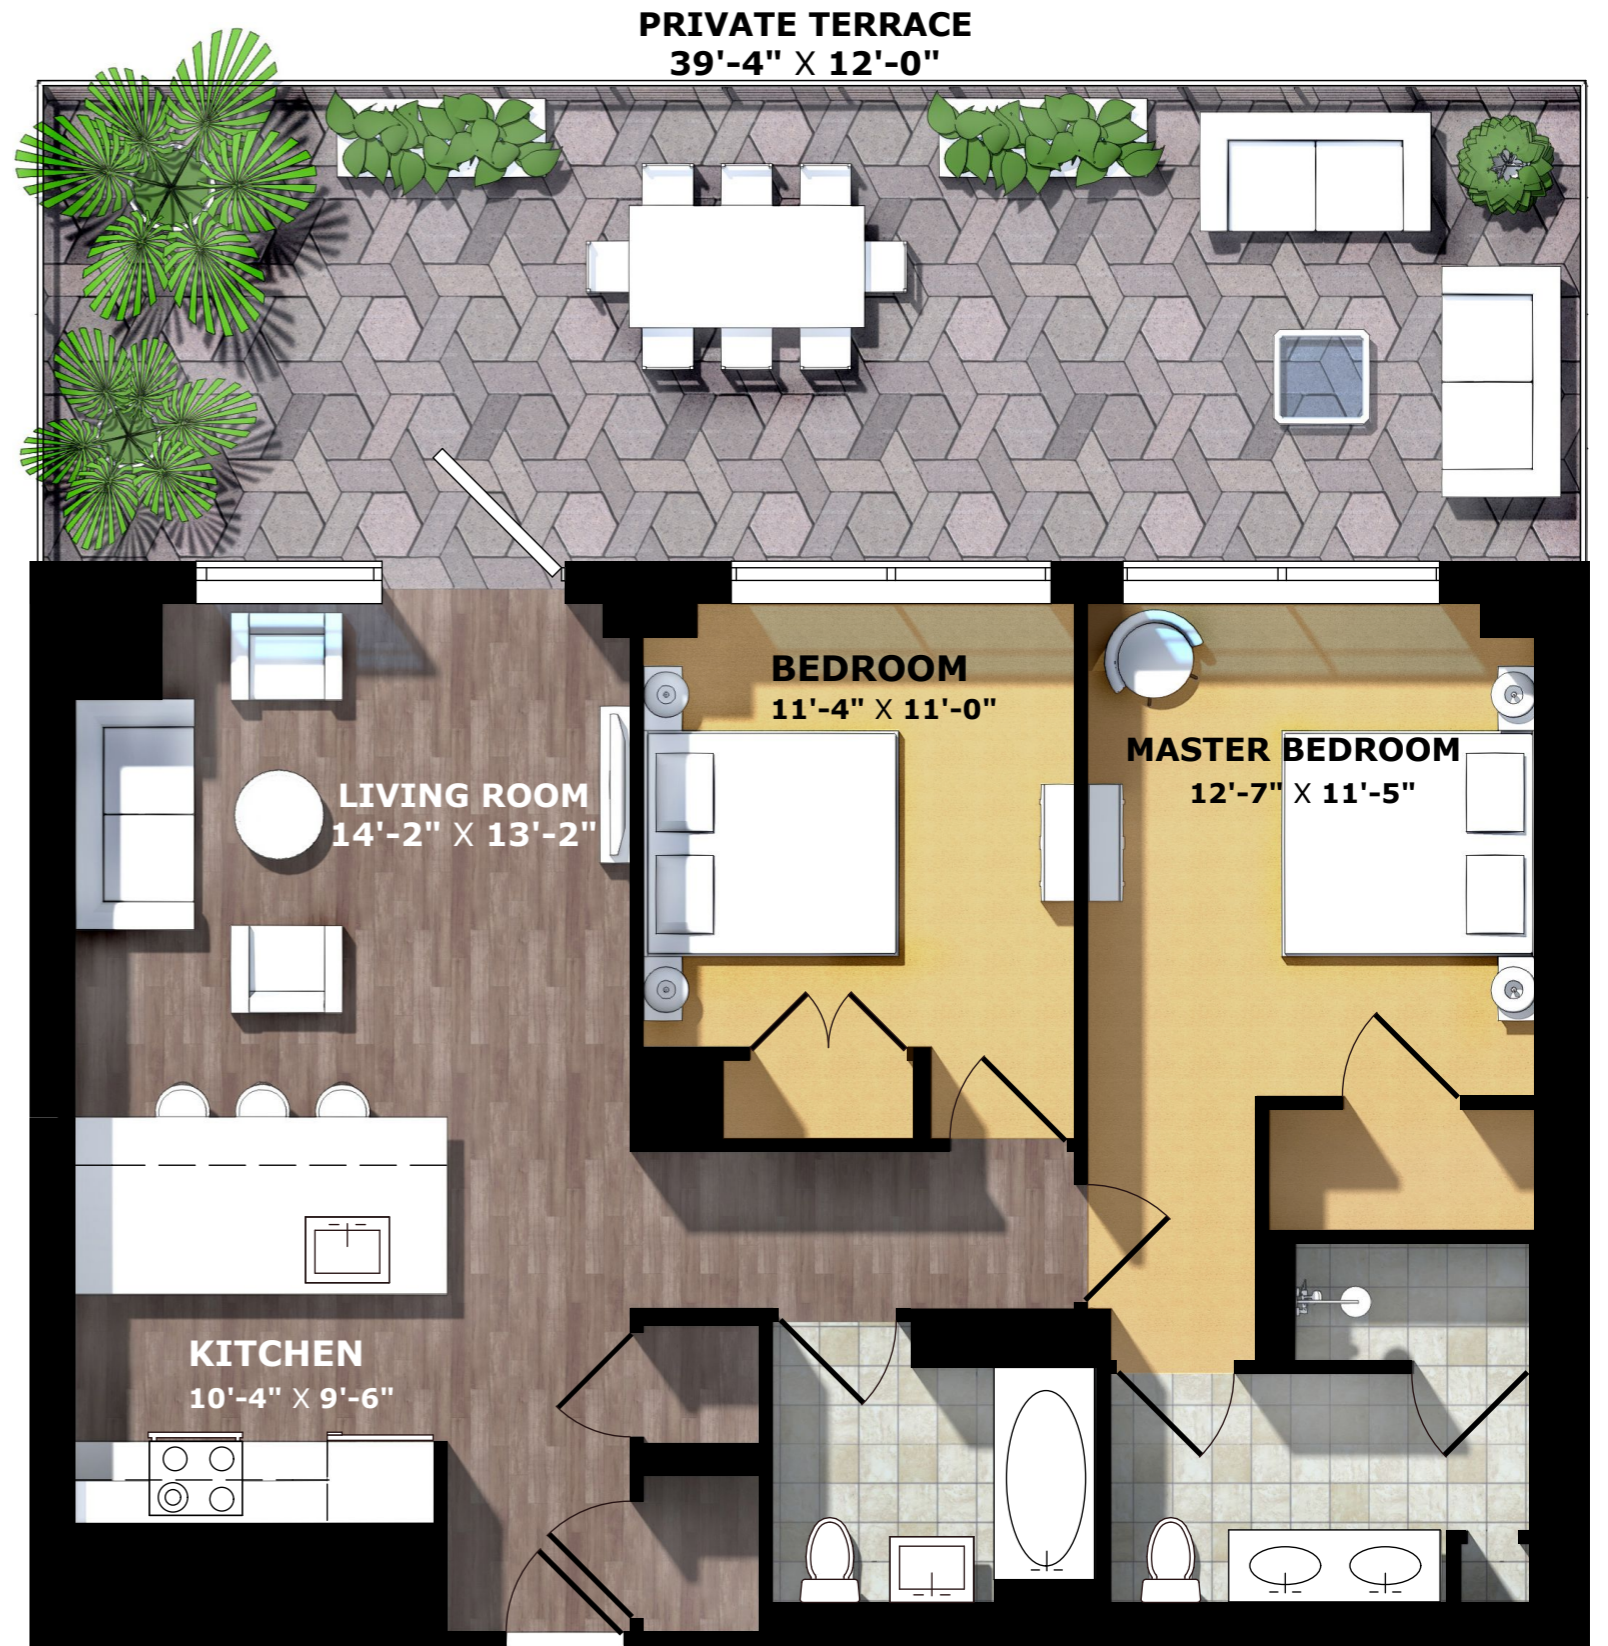 PRIVATE TERRACE
39'-4" X 12'-0"
BEDROOM
11'-4" X 11'-0"
MASTER BEDROOM
12'-7" X 11'-5"
LIVING ROOM
14'-2" X 13'-2"
KITCHEN
10'-4" X 9'-6"